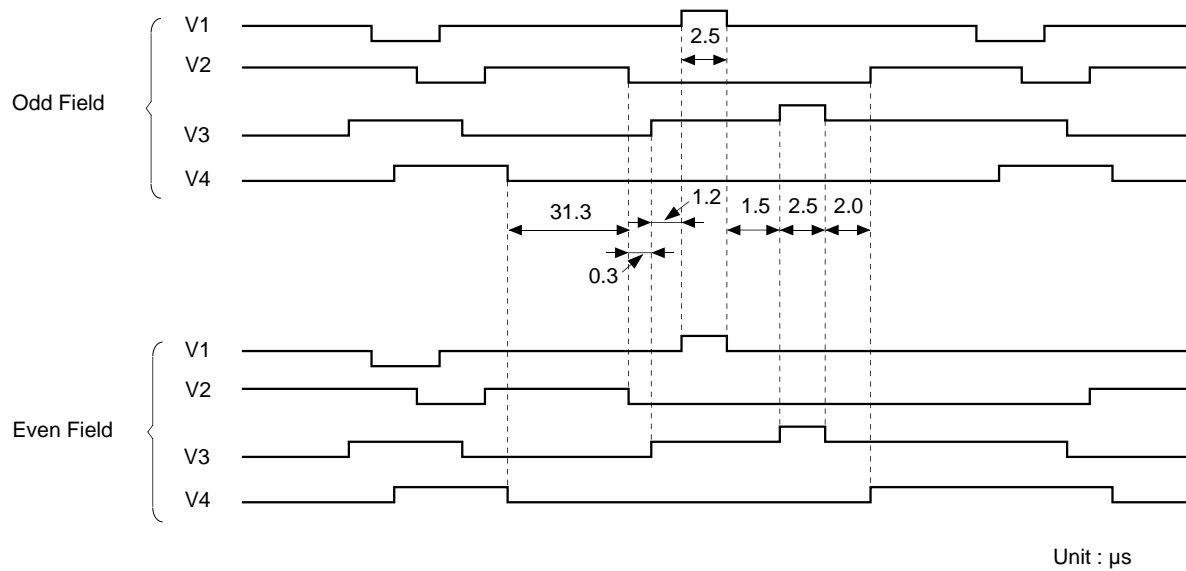 V1
2.5
V2
Odd Field
V3
V4
1.2
31.3
1.5 2.5 2.0
0.3
V1
V2
Even Field
V3
V4
Unit : μs